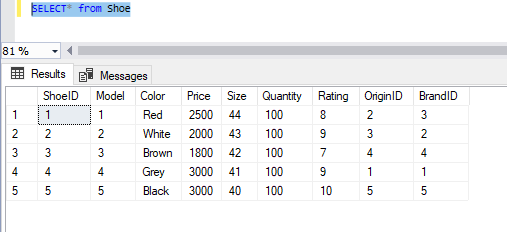 SELECT* from Shoe
81 %
Results Messages
ShoeID Model Color Price Size Quantity Rating OriginID BrandID
1 1 1 Red 2500 44 100 8 2 3
2 2 2 White 2000 43 100 9 3 2
3 3 3 Brown 1800 42 100 7 4 4
4 4 4 Grey 3000 41 100 9 1 1
5 5 5 Black 3000 40 100 10 5 5